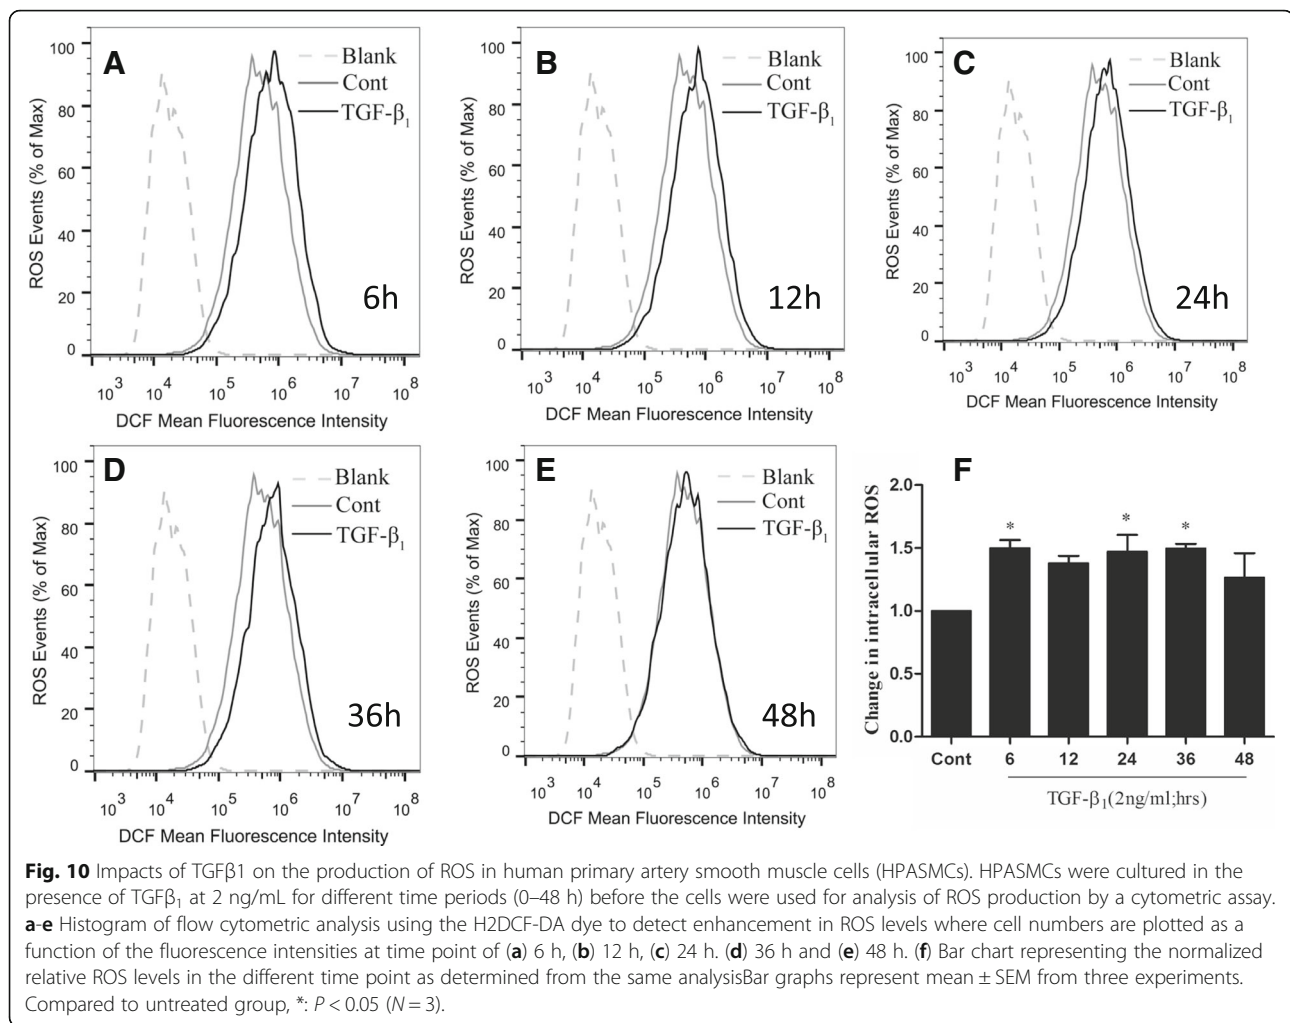 A
Blank
Cont
TGF-β1
100
80
60
40
20
0
ROS Events (% of Max)
6h
10^3 10^4 10^5 10^6 10^7 10^8
DCF Mean Fluorescence Intensity
B
Blank
Cont
TGF-β1
100
80
60
40
20
0
ROS Events (% of Max)
12h
10^3 10^4 10^5 10^6 10^7 10^8
DCF Mean Fluorescence Intensity
C
Blank
Cont
TGF-β1
100
80
60
40
20
0
ROS Events (% of Max)
24h
10^3 10^4 10^5 10^6 10^7 10^8
DCF Mean Fluorescence Intensity
D
Blank
Cont
TGF-β1
100
80
60
40
20
0
ROS Events (% of Max)
36h
10^3 10^4 10^5 10^6 10^7 10^8
DCF Mean Fluorescence Intensity
E
Blank
Cont
TGF-β1
100
80
60
40
20
0
ROS Events (% of Max)
48h
10^3 10^4 10^5 10^6 10^7 10^8
DCF Mean Fluorescence Intensity
F
2.0
1.5
1.0
0.5
0.0
Change in intracellular ROS
* * *
Cont 6 12 24 36 48
TGF-β1(2ng/ml;hrs)
Fig. 10 Impacts of TGFβ1 on the production of ROS in human primary artery smooth muscle cells (HPASMCs). HPASMCs were cultured in the
presence of TGFβ1 at 2 ng/mL for different time periods (0–48 h) before the cells were used for analysis of ROS production by a cytometric assay.
a-e Histogram of flow cytometric analysis using the H2DCF-DA dye to detect enhancement in ROS levels where cell numbers are plotted as a
function of the fluorescence intensities at time point of (a) 6 h, (b) 12 h, (c) 24 h. (d) 36 h and (e) 48 h. (f) Bar chart representing the normalized
relative ROS levels in the different time point as determined from the same analysisBar graphs represent mean ± SEM from three experiments.
Compared to untreated group, *: P < 0.05 (N = 3).